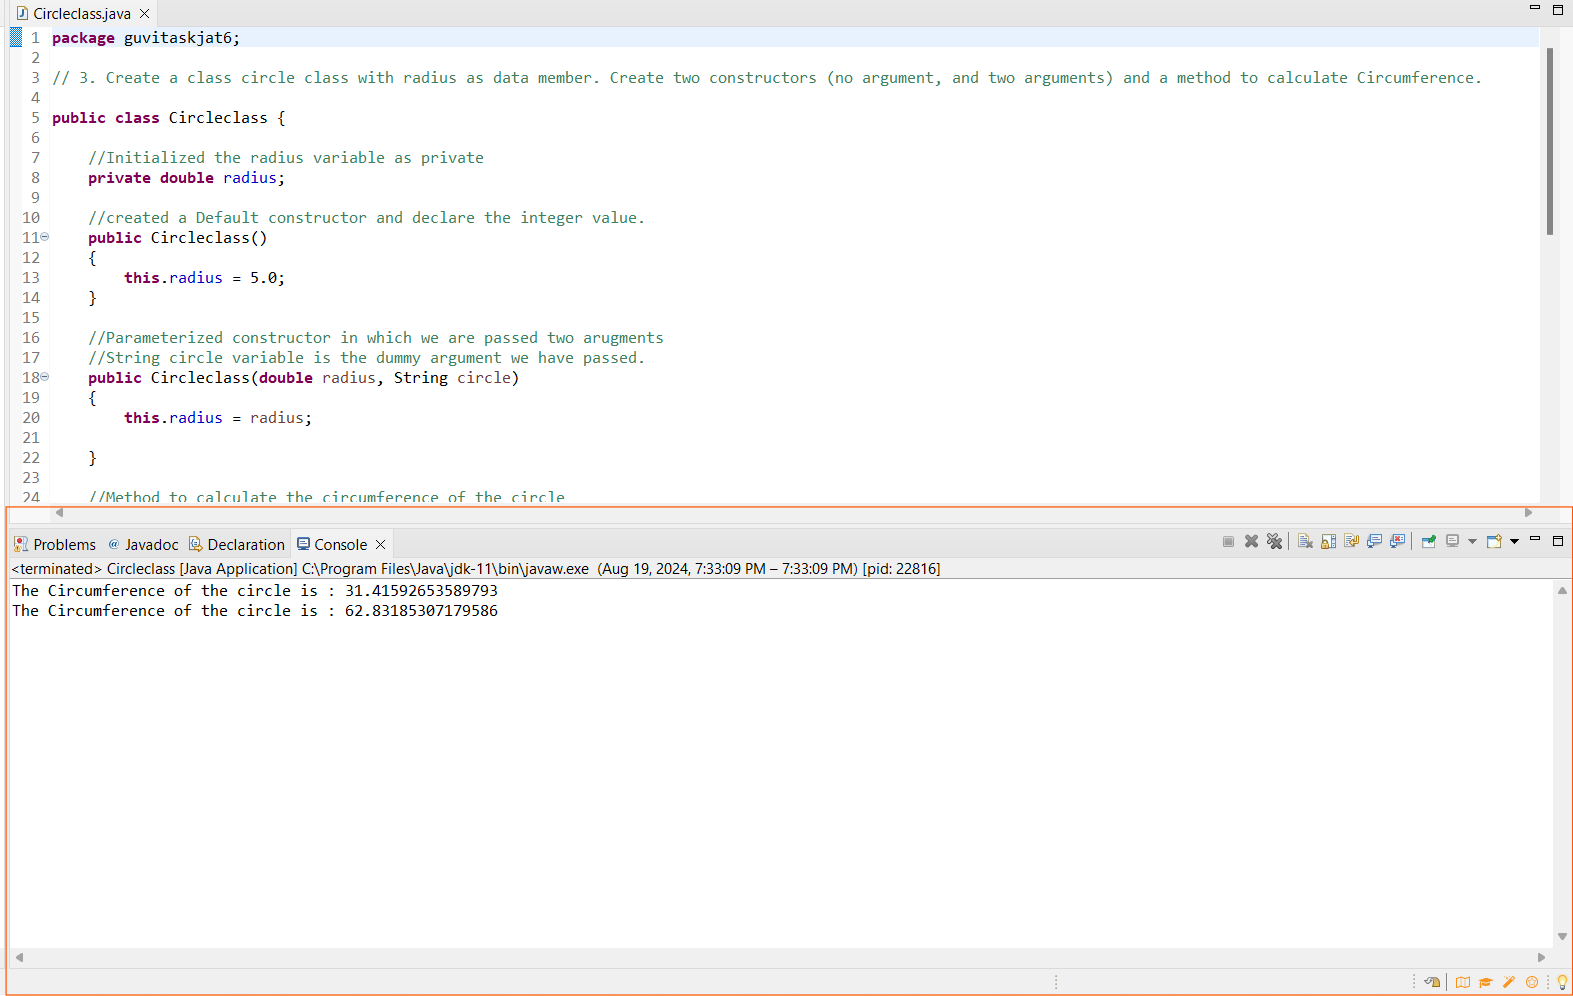 Circleclass.java
1 package guvitaskjat6;
2
3 // 3. Create a class circle class with radius as data member. Create two constructors (no argument, and two arguments) and a method to calculate Circumference.
4
5 public class Circleclass {
6
7 //Initialized the radius variable as private
8 private double radius;
9
10 //created a Default constructor and declare the integer value.
11 public Circleclass()
12 {
13 this.radius = 5.0;
14 }
15
16 //Parameterized constructor in which we are passed two arugments
17 //String circle variable is the dummy argument we have passed.
18 public Circleclass(double radius, String circle)
19 {
20 this.radius = radius;
21
22 }
23
24 //Method to calculate the circumference of the circle
Problems @ Javadoc Declaration Console
<terminated> Circleclass [Java Application] C:\Program Files\Java\jdk-11\bin\javaw.exe (Aug 19, 2024, 7:33:09 PM – 7:33:09 PM) [pid: 22816]
The Circumference of the circle is : 31.41592653589793
The Circumference of the circle is : 62.83185307179586